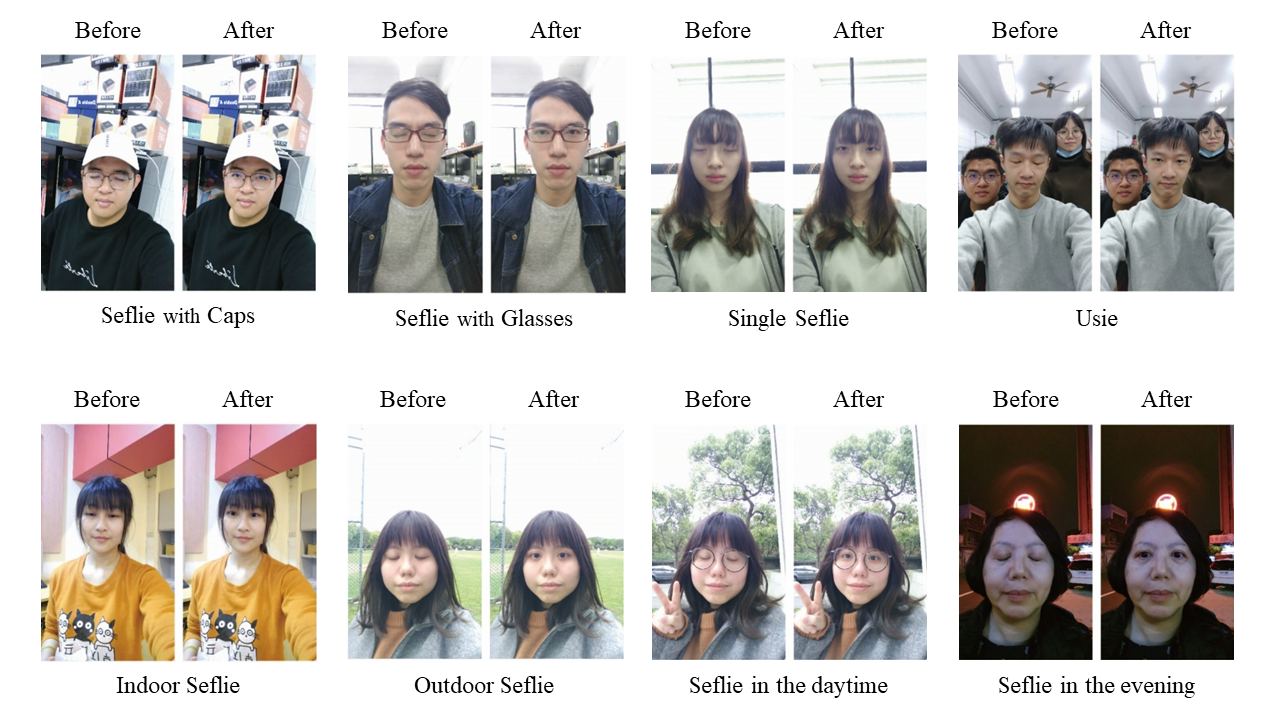 Before After Before After Before After Before After
Seflie with Caps Seflie with Glasses Single Seflie Usie
Before After Before After Before After Before After
Indoor Seflie Outdoor Seflie Seflie in the daytime Seflie in the evening